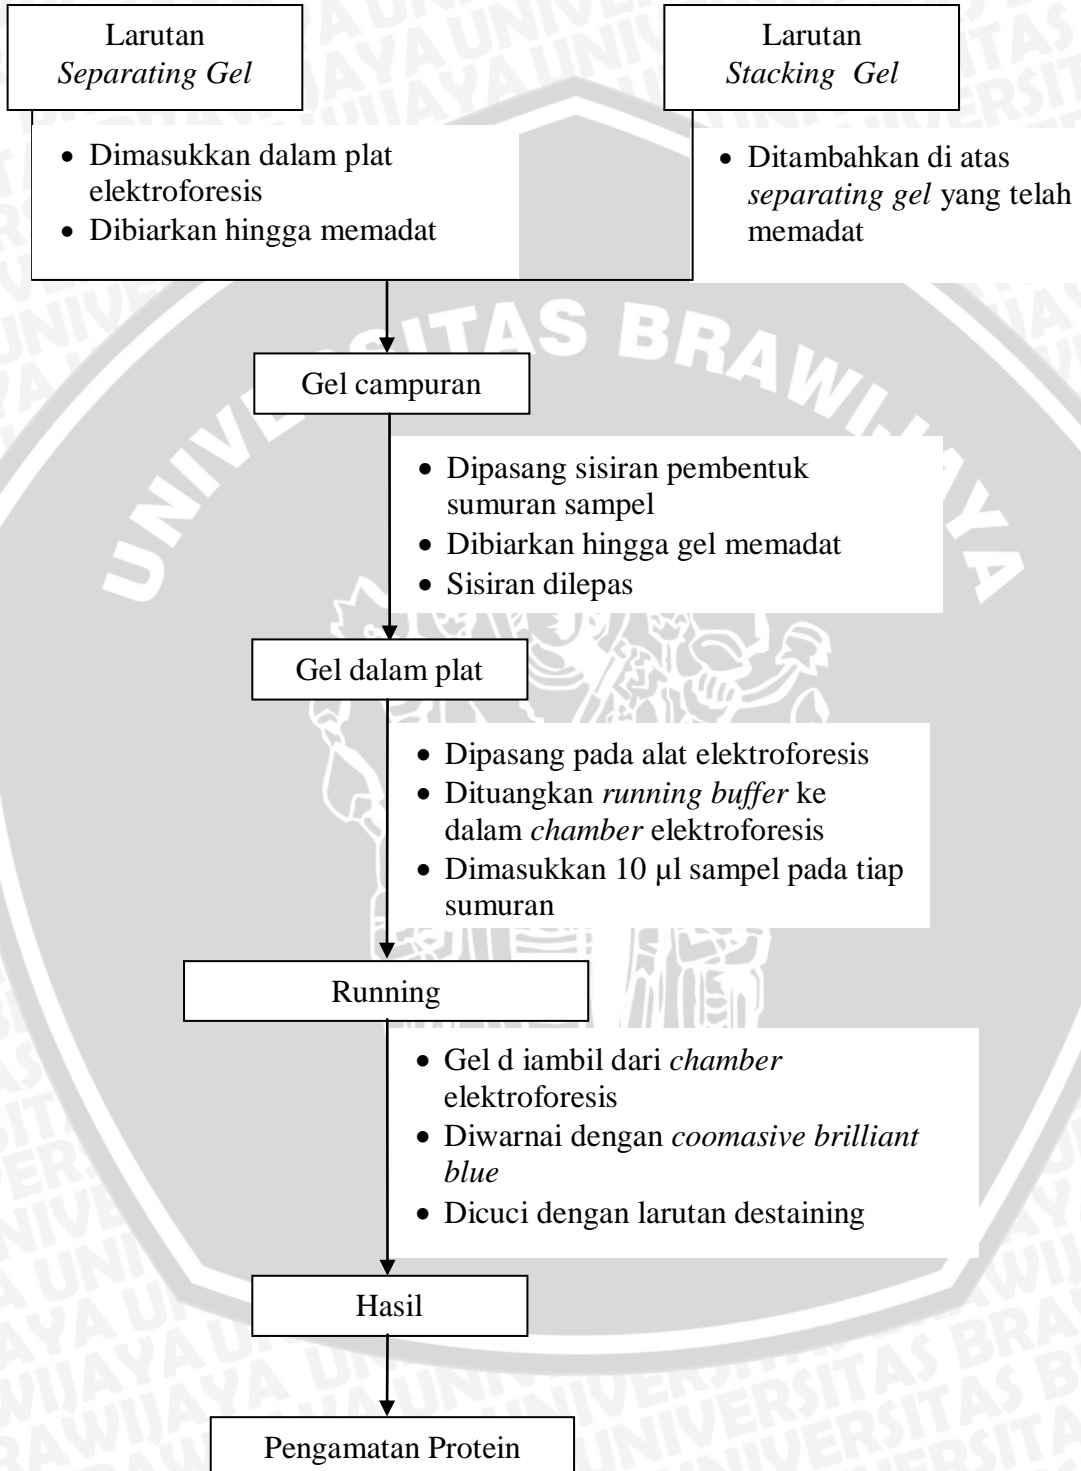 Larutan
Separating Gel
Larutan
Stacking Gel
• Dimasukkan dalam plat
elektroforesis
• Dibiarkan hingga memadat
• Ditambahkan di atas
separating gel yang telah
memadat
UNIVERSITAS BRAWIJAYA
Gel campuran
• Dipasang sisiran pembentuk
sumuran sampel
• Dibiarkan hingga gel memadat
• Sisiran dilepas
Gel dalam plat
• Dipasang pada alat elektroforesis
• Dituangkan running buffer ke
dalam chamber elektroforesis
• Dimasukkan 10 µl sampel pada tiap
sumuran
Running
• Gel d iambil dari chamber
elektroforesis
• Diwarnai dengan coomasive brilliant
blue
• Dicuci dengan larutan destaining
Hasil
Pengamatan Protein